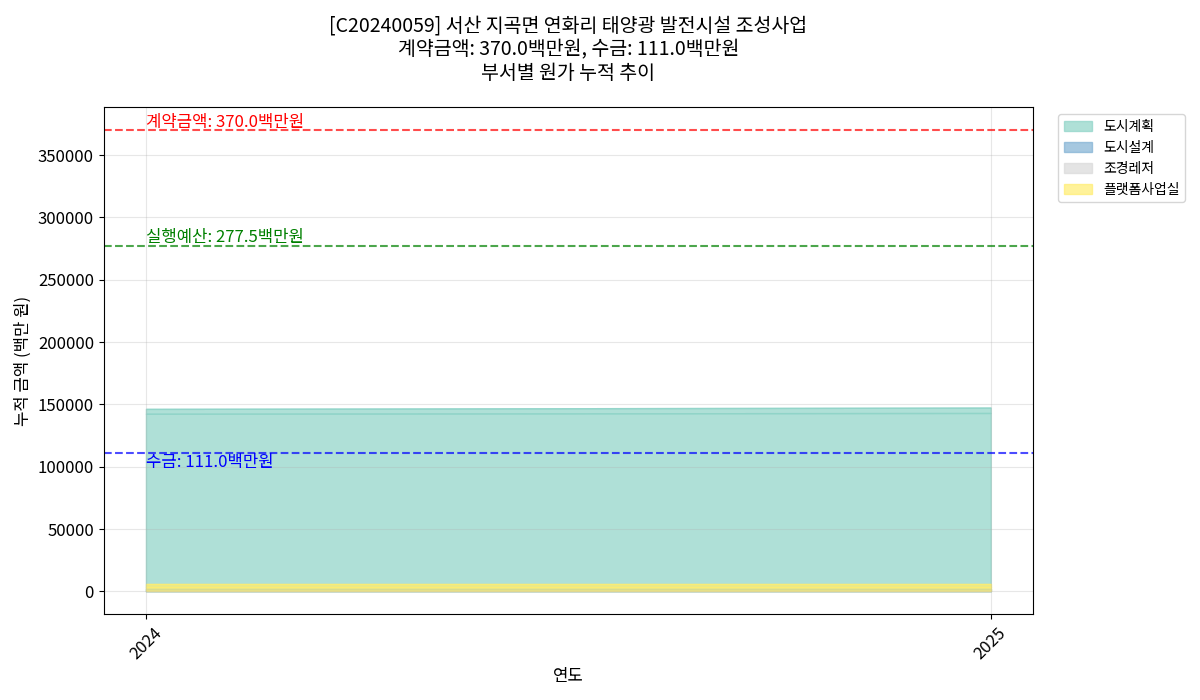 [C20240059] 서산 지곡면 연화리 태양광 발전시설 조성사업
계약금액: 370.0백만원, 수금: 111.0백만원
부서별 원가 누적 추이
계약금액: 370.0백만원
실행예산: 277.5백만원
수금: 111.0백만원
350000
300000
250000
200000
150000
100000
50000
0
누적 금액 (백만 원)
2024
2025
연도
도시계획
도시설계
조경레저
플랫폼사업실